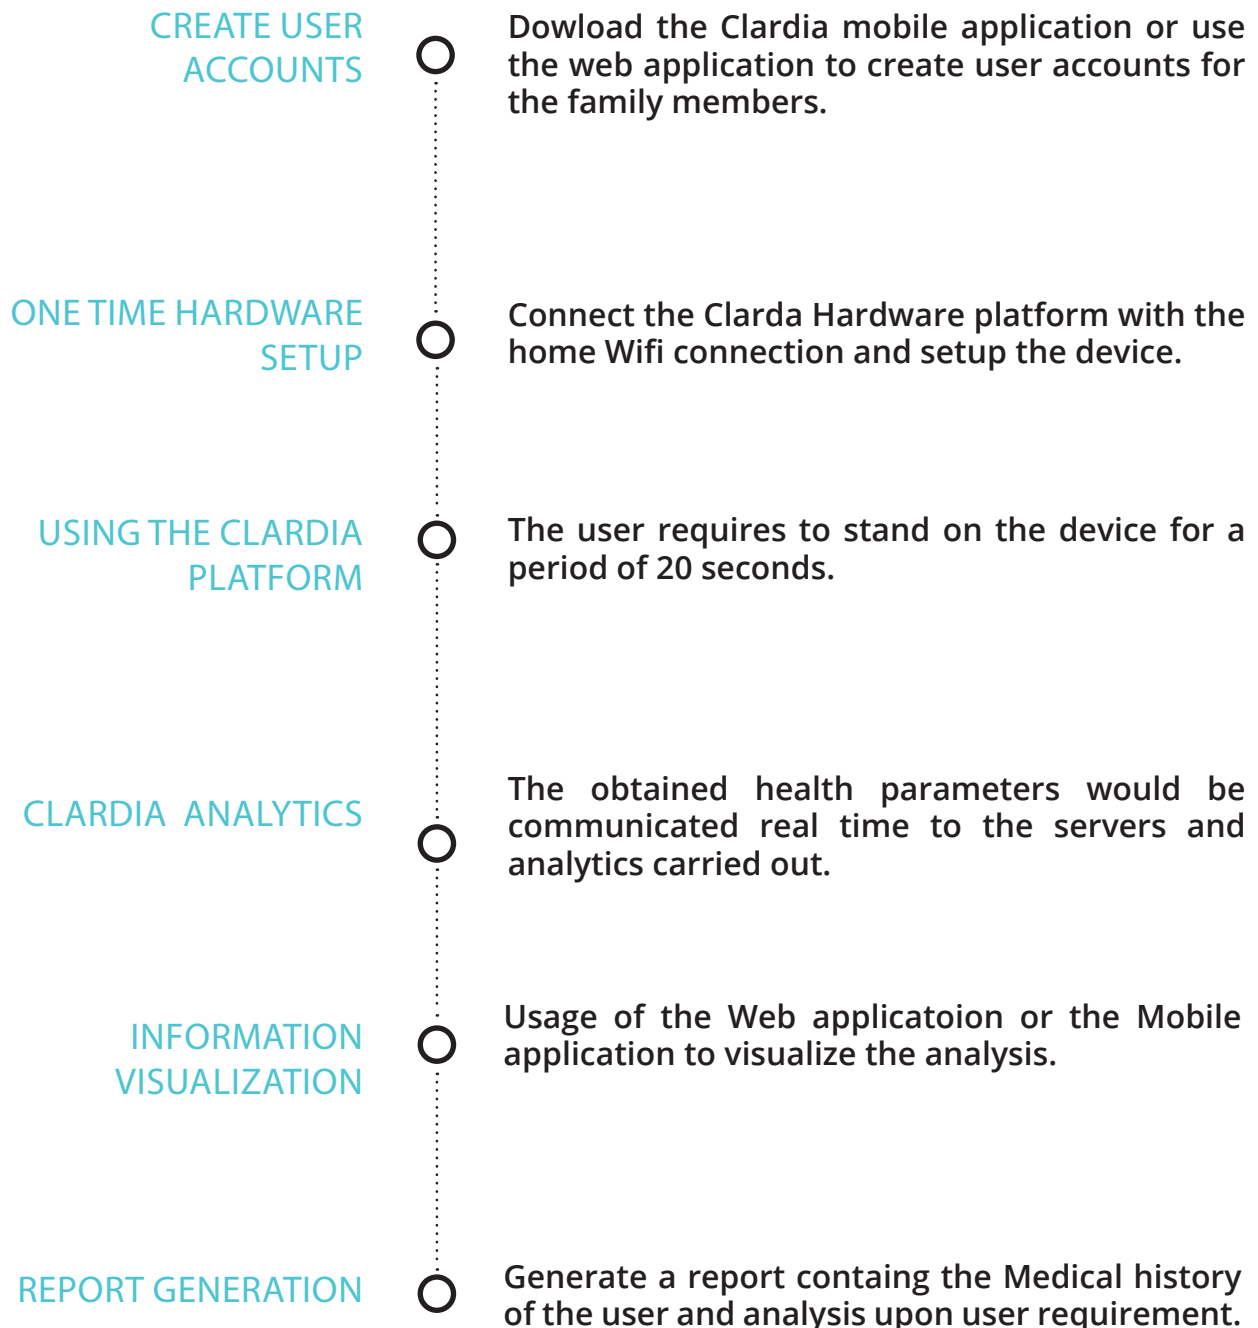 CREATE USER
ACCOUNTS
Dowload the Clardia mobile application or use
the web application to create user accounts for
the family members.
ONE TIME HARDWARE
SETUP
Connect the Clarda Hardware platform with the
home Wifi connection and setup the device.
USING THE CLARDIA
PLATFORM
The user requires to stand on the device for a
period of 20 seconds.
CLARDIA ANALYTICS
The obtained health parameters would be
communicated real time to the servers and
analytics carried out.
INFORMATION
VISUALIZATION
Usage of the Web applicatoion or the Mobile
application to visualize the analysis.
REPORT GENERATION
Generate a report containg the Medical history
of the user and analysis upon user requirement.